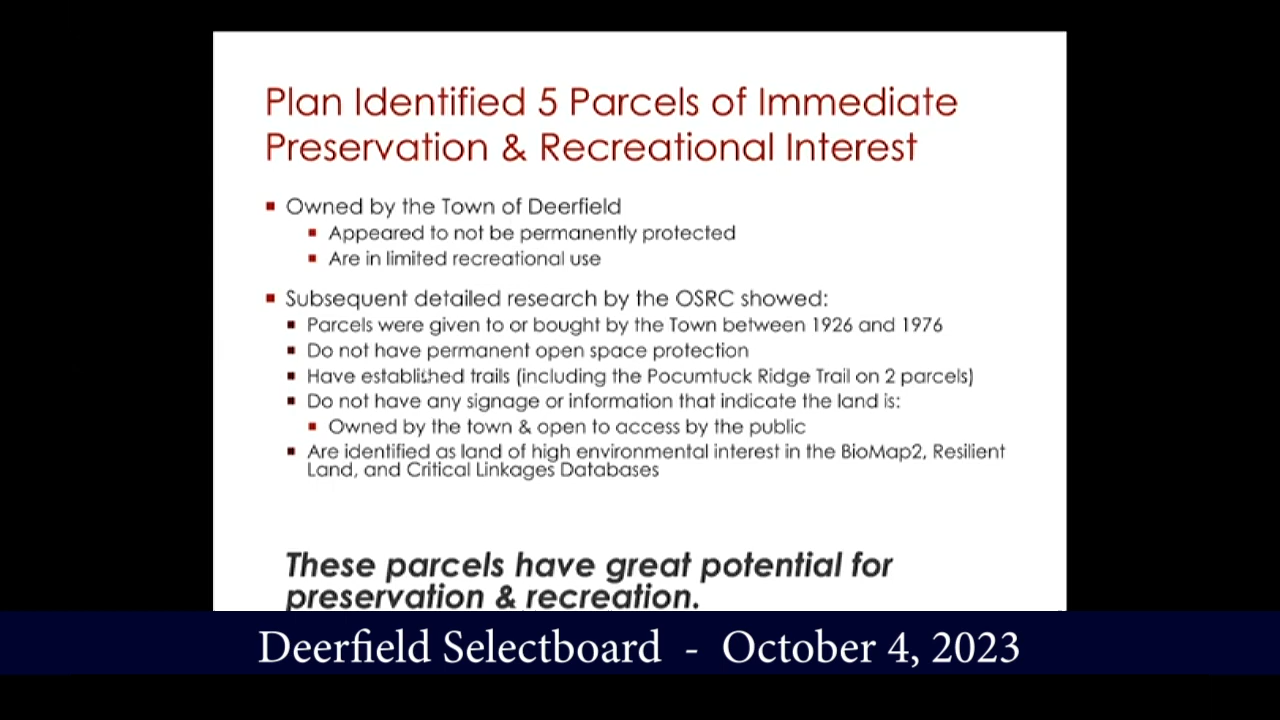 Plan Identified 5 Parcels of Immediate
Preservation & Recreational Interest
▪ Owned by the Town of Deerfield
▪ Appeared to not be permanently protected
▪ Are in limited recreational use
▪ Subsequent detailed research by the OSRC showed:
▪ Parcels were given to or bought by the Town between 1926 and 1976
▪ Do not have permanent open space protection
▪ Have established trails (including the Pocumtuck Ridge Trail on 2 parcels)
▪ Do not have any signage or information that indicate the land is:
▪ Owned by the town & open to access by the public
▪ Are identified as land of high environmental interest in the BioMap2, Resilient
Land, and Critical Linkages Databases
These parcels have great potential for
preservation & recreation.
Deerfield Selectboard - October 4, 2023